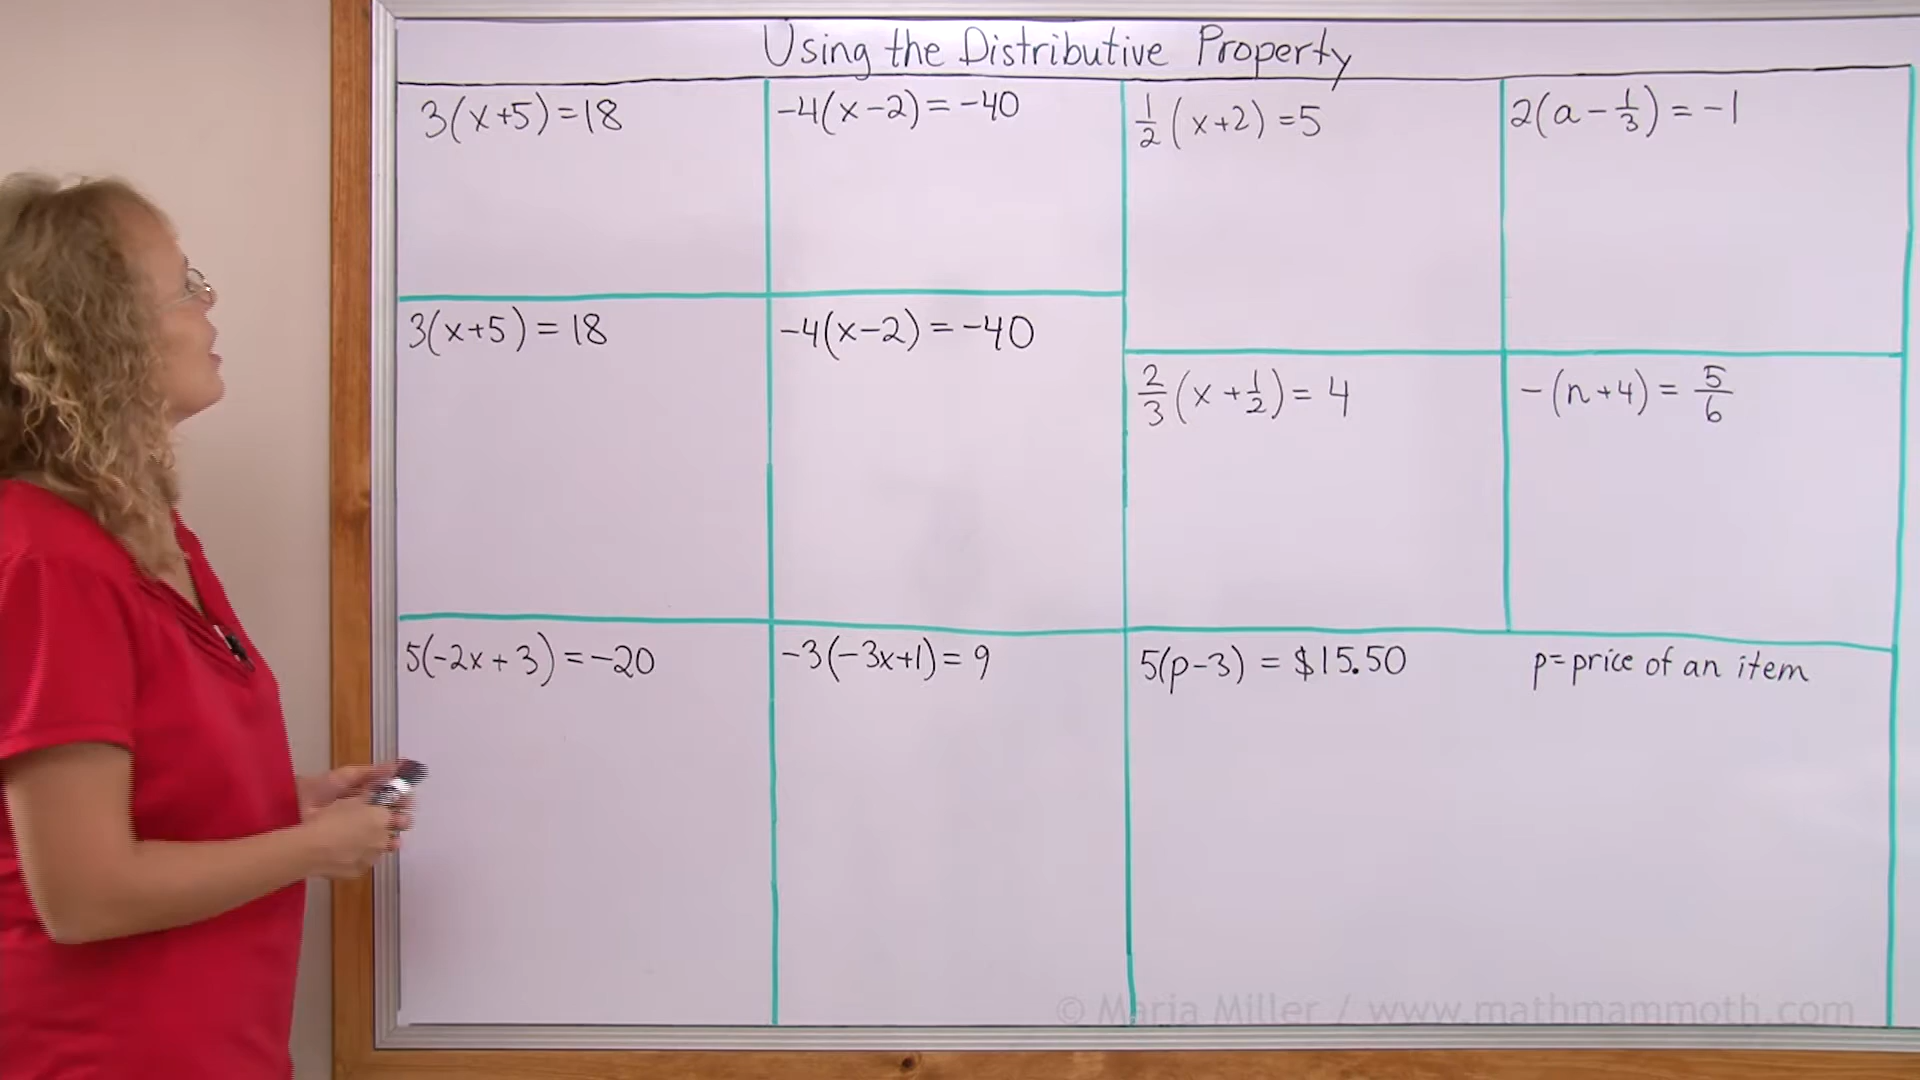 Using the Distributive Property
3(x+5)=18
-4(x-2)=-40
1/2(x+2)=5
2(a-1/3)=-1
3(x+5)=18
-4(x-2)=-40
2/3(x+1/2)=4
-(n+4)=5/6
5(-2x+3)=-20
-3(-3x+1)=9
5(p-3)=$15.50 p=price of an item
© Maria Miller / www.mathmammoth.com